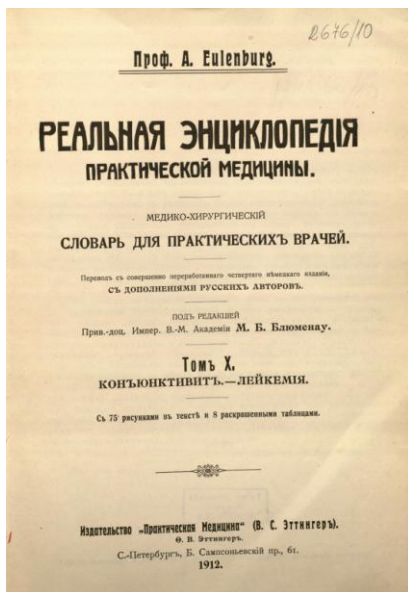 2676/10
Проф. А. Eulenburg.
РЕАЛЬНАЯ ЭНЦИКЛОПЕДІЯ
ПРАКТИЧЕСКОЙ МЕДИЦИНЫ.
МЕДИКО-ХИРУРГИЧЕСКІЙ
СЛОВАРЬ ДЛЯ ПРАКТИЧЕСКИХЪ ВРАЧЕЙ.
Переводъ съ совершенно переработаннаго четвертаго нѣмецкаго изданія,
СЪ ДОПОЛНЕНІЯМИ РУССКИХЪ АВТОРОВЪ.
ПОДЪ РЕДАКЦІЕЙ
Прив.-доц. Импер. В.-М. Академіи М. Б. Блюменау.
Томъ X.
КОНЪЮНКТИВИТЪ.—ЛЕЙКЕМІЯ.
Съ 75 рисунками въ текстѣ и 8 раскрашенными таблицами.
Издательство „Практическая Медицина“ (В. С. Эттингеръ).
Ѳ. В. Эттингеръ.
С.-Петербургъ, Б. Сампсоньевскій пр., 61.
1912.